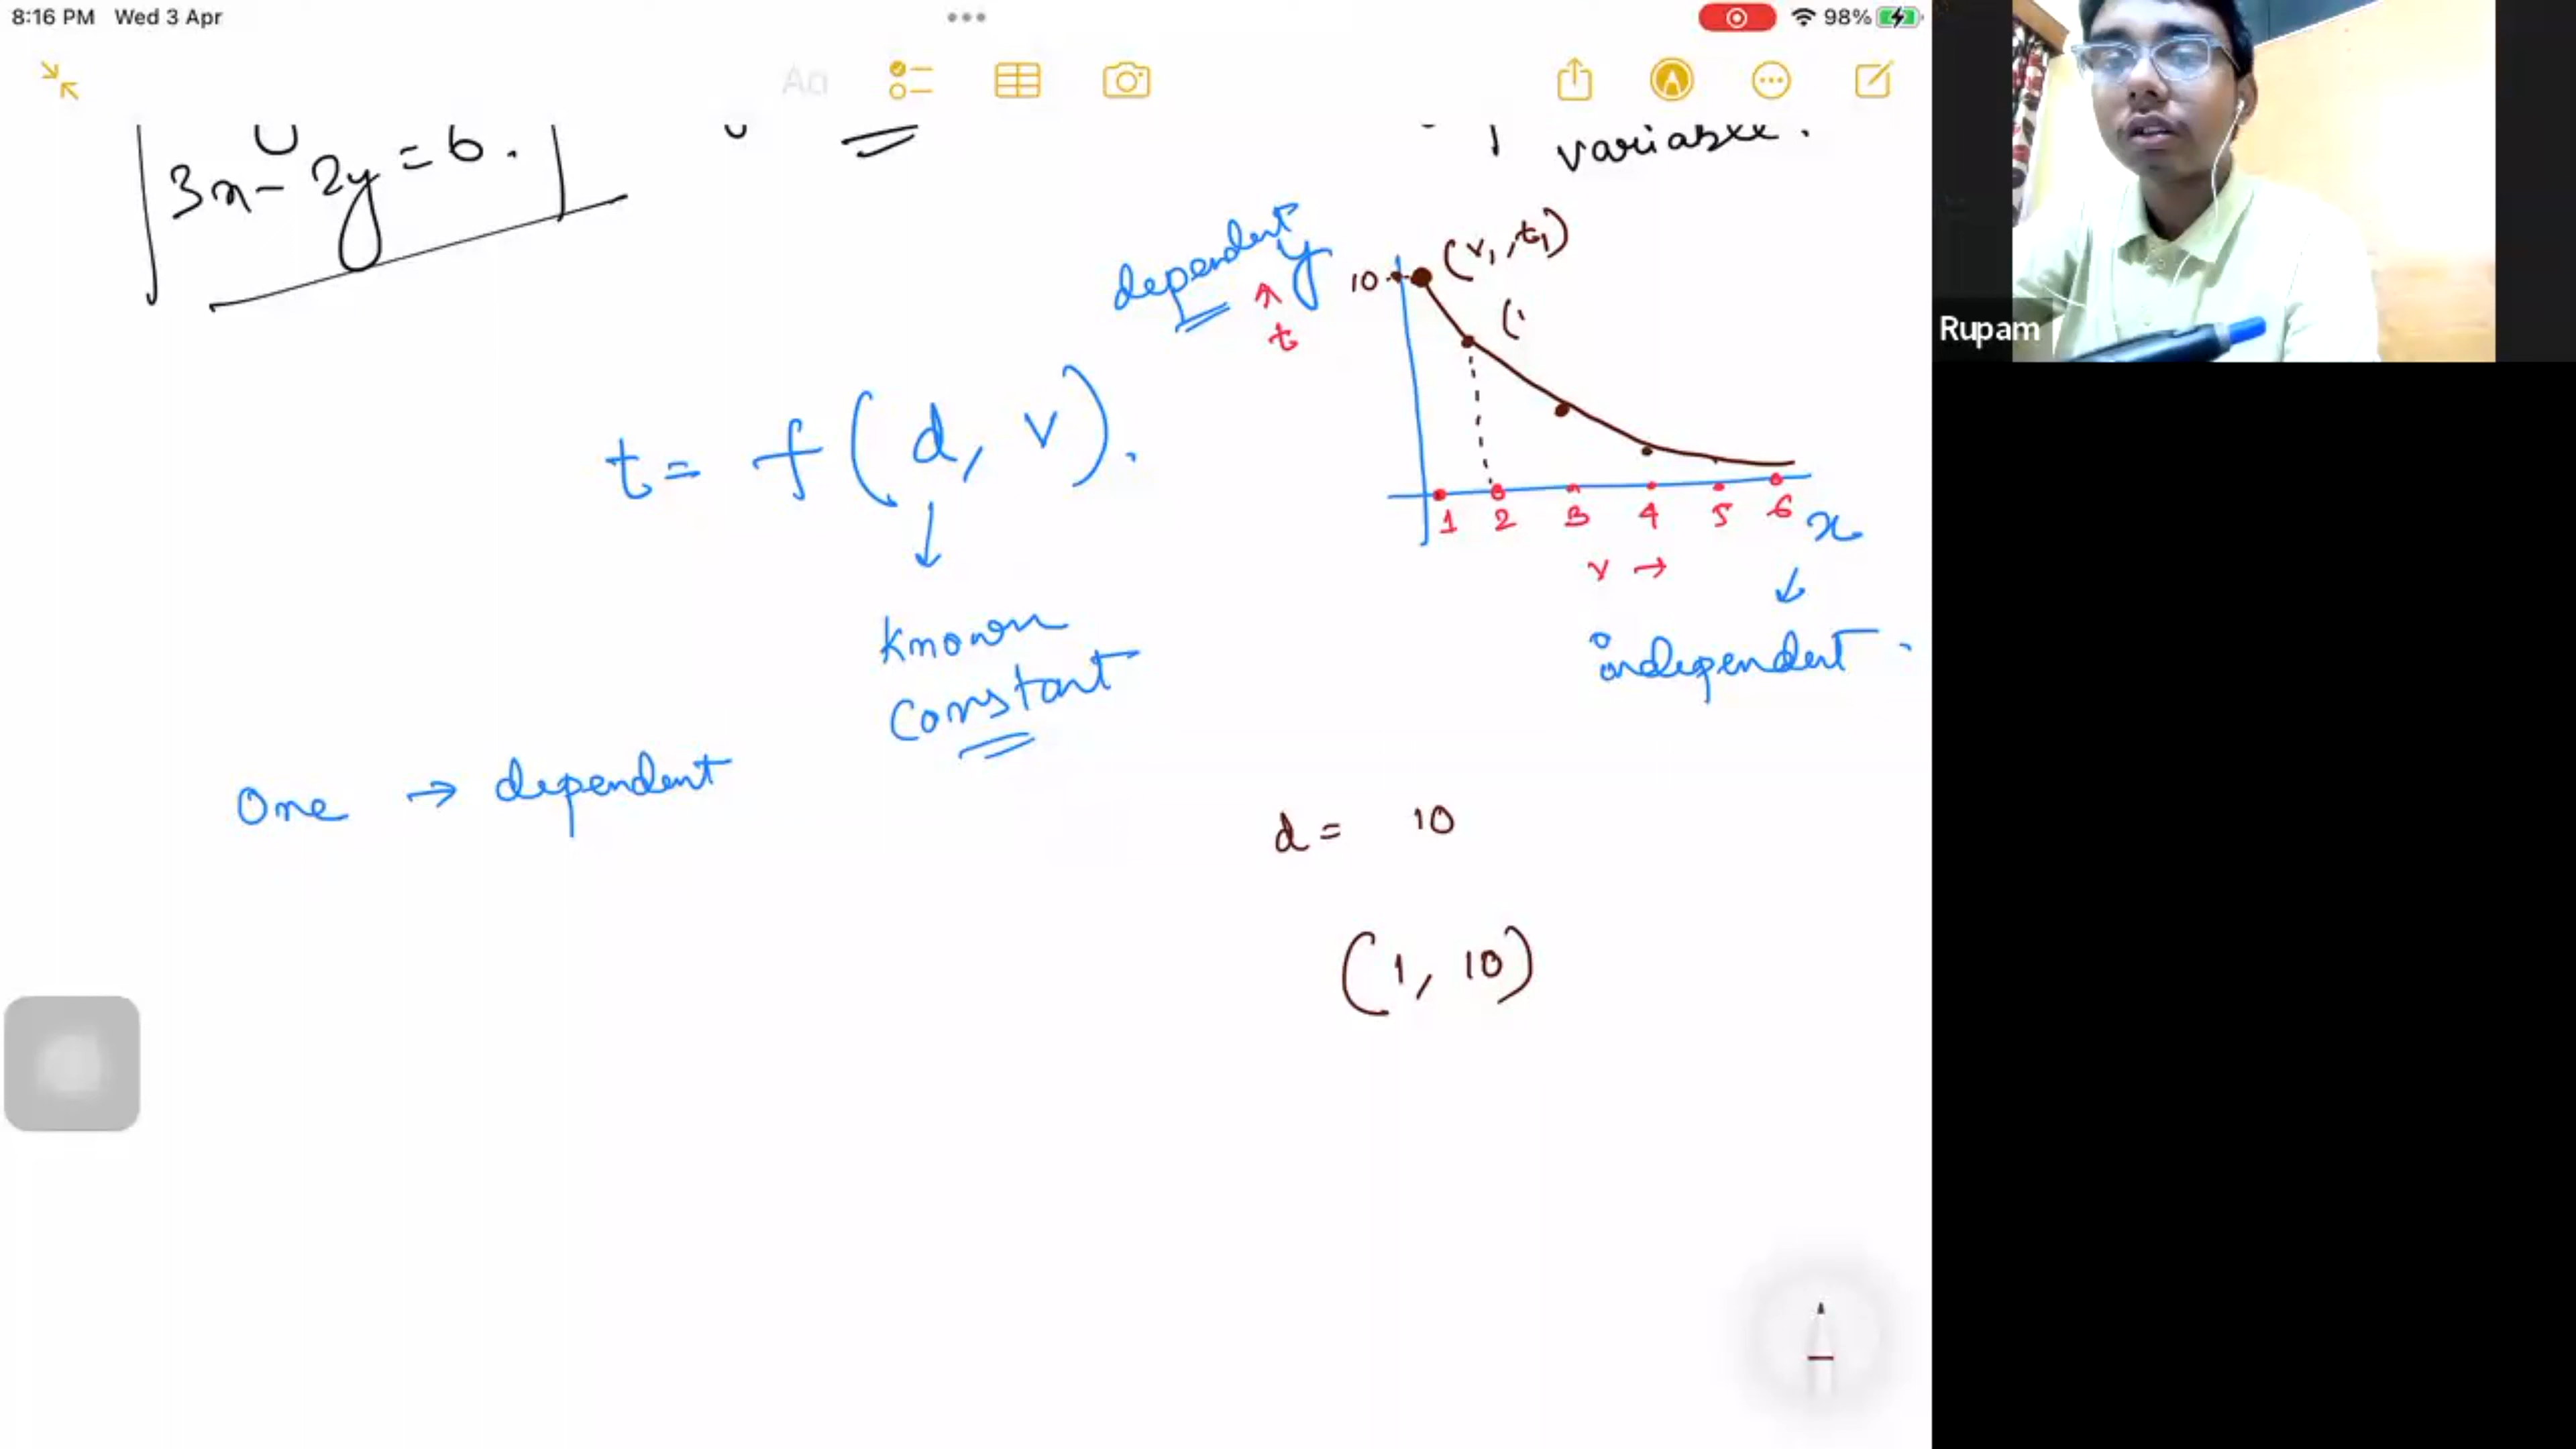 8:16 PM Wed 3 Apr
98%
3x - 2y = 6.
variable.
dependent y
t
10
(v₁, t₁)
(
Rupam
t = f(d, v).
1 2 3 4 5 6 x
v →
known
constant
independent.
One → dependent
d = 10
(1, 10)